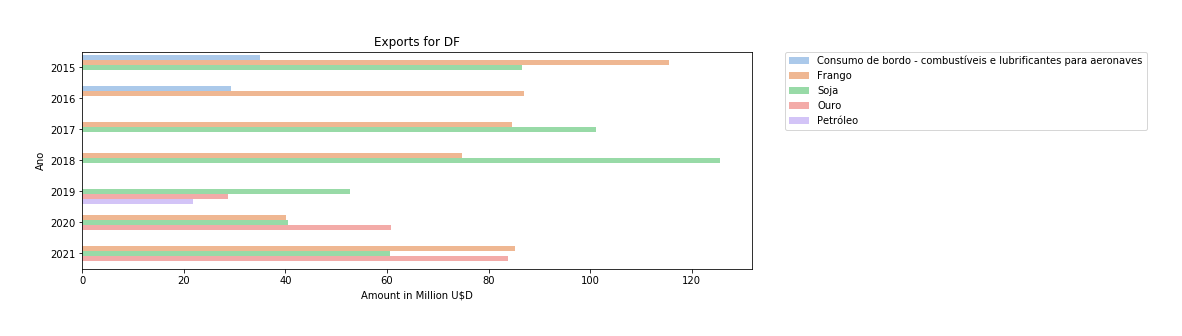 Exports for DF
Consumo de bordo - combustíveis e lubrificantes para aeronaves
Frango
Soja
Ouro
Petróleo
Ano
2015
2016
2017
2018
2019
2020
2021
0 20 40 60 80 100 120
Amount in Million U$D